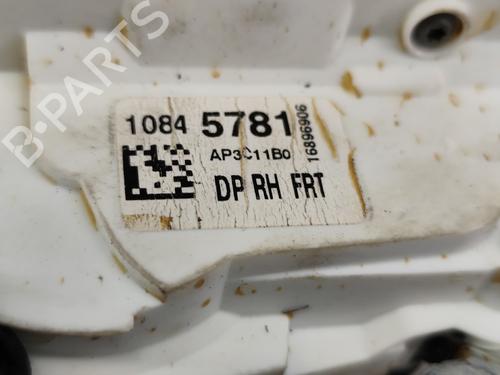 B-PARTS
1084 5781
AP3C11B0
16896906
DP RH FRT